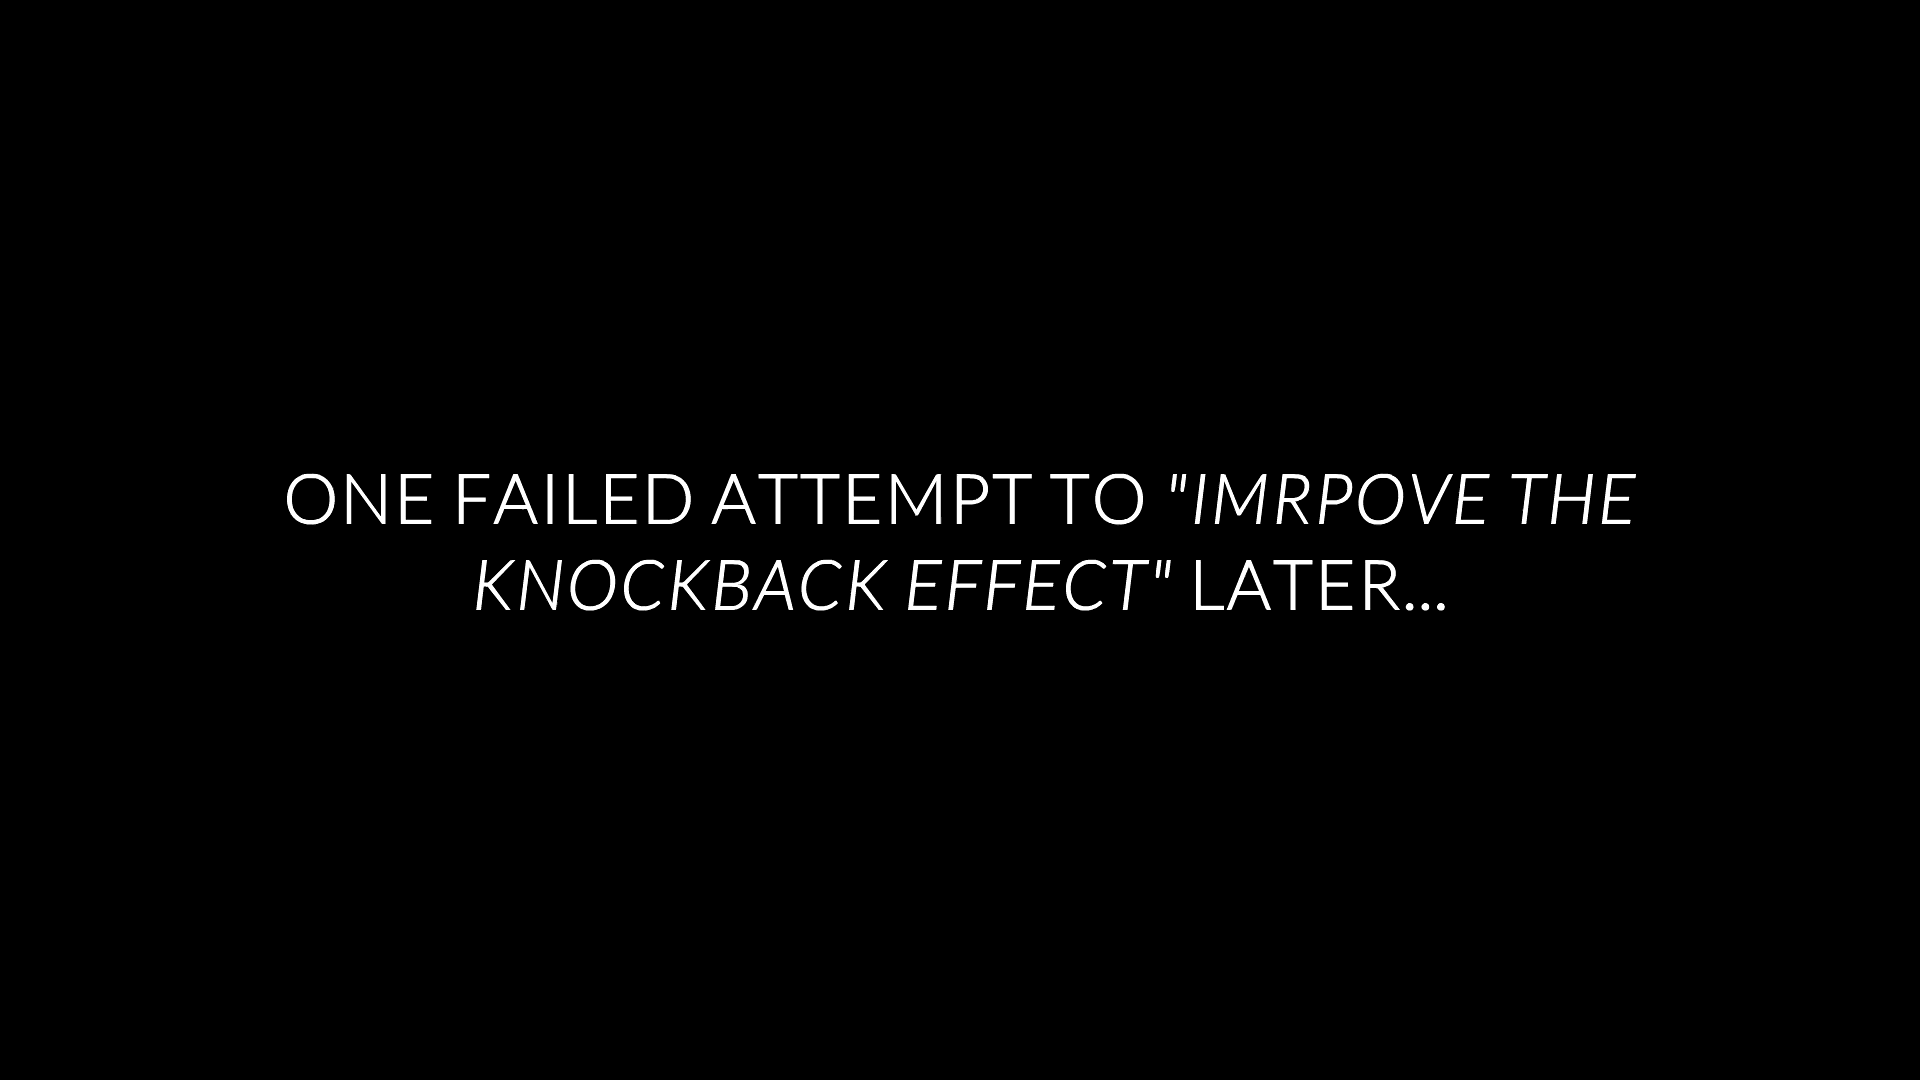 ONE FAILED ATTEMPT TO "IMRPOVE THE
KNOCKBACK EFFECT" LATER...